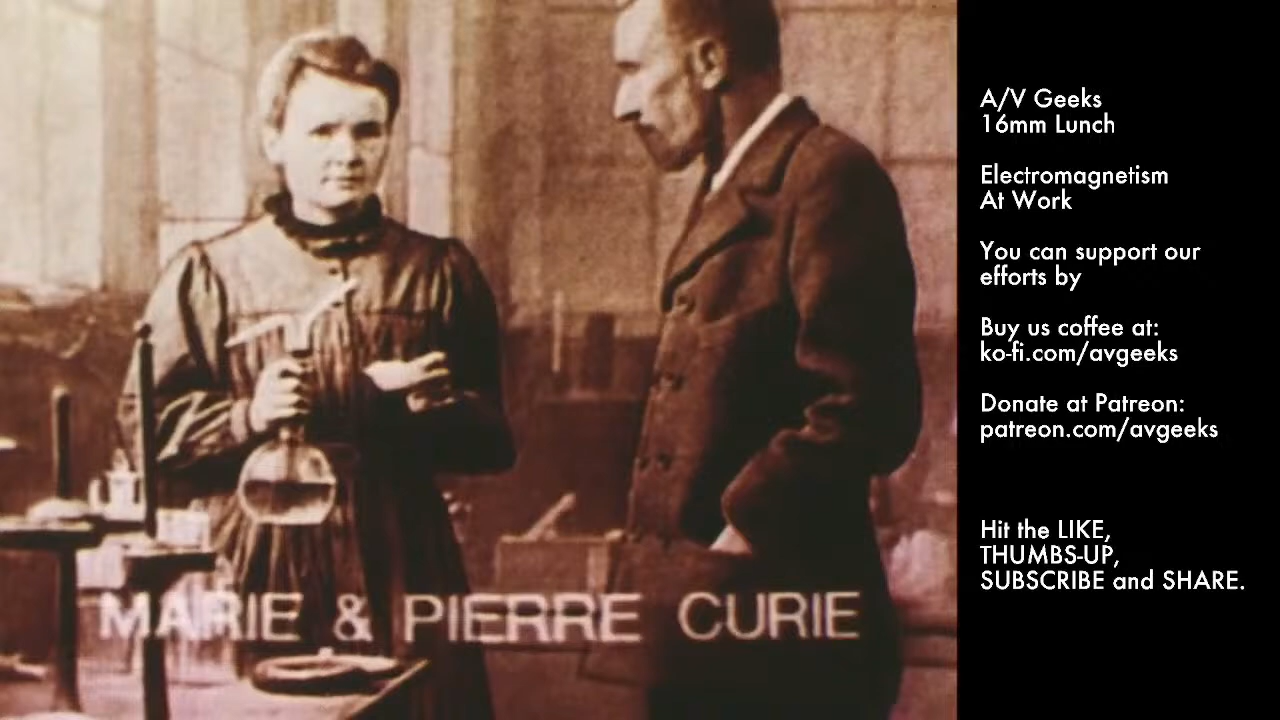 MARIE & PIERRE CURIE
A/V Geeks
16mm Lunch
Electromagnetism
At Work
You can support our
efforts by
Buy us coffee at:
ko-fi.com/avgeeks
Donate at Patreon:
patreon.com/avgeeks
Hit the LIKE,
THUMBS-UP,
SUBSCRIBE and SHARE.